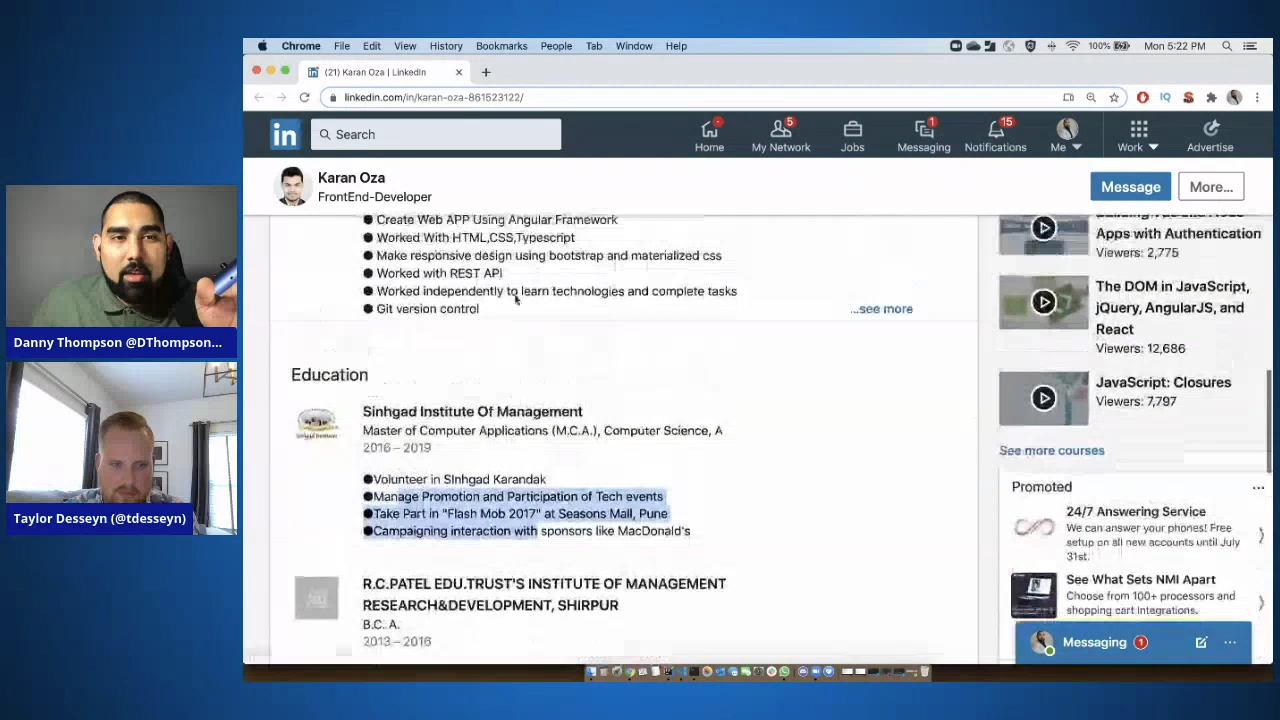 Chrome File Edit View History Bookmarks People Tab Window Help 100% Mon 5:22 PM
(21) Karan Oza | LinkedIn
linkedin.com/in/karan-oza-861523122/
in Search Home 5 My Network Jobs 1 Messaging 15 Notifications Me Work Advertise
Karan Oza
FrontEnd-Developer
Message More...
Create Web APP Using Angular Framework
Worked With HTML,CSS,Typescript
Make responsive design using bootstrap and materialized css
Worked with REST API
Worked independently to learn technologies and complete tasks
Git version control
...see more
Education
Sinhgad Institute Of Management
Master of Computer Applications (M.C.A.), Computer Science, A
2016 – 2019
●Volunteer in SInhgad Karandak
●Manage Promotion and Participation of Tech events
●Take Part in "Flash Mob 2017" at Seasons Mall, Pune
●Campaigning interaction with sponsors like MacDonald's
R.C.PATEL EDU.TRUST'S INSTITUTE OF MANAGEMENT
RESEARCH&DEVELOPMENT, SHIRPUR
B.C. A.
2013 – 2016
Apps with Authentication
Viewers: 2,775
The DOM in JavaScript,
jQuery, AngularJS, and
React
Viewers: 12,686
JavaScript: Closures
Viewers: 7,797
See more courses
Promoted
24/7 Answering Service
We can answer your phones! Free
setup on all new accounts until July
31st.
See What Sets NMI Apart
Choose from 100+ processors and
shopping cart integrations.
Messaging 1
Danny Thompson @DThompson...
Taylor Desseyn (@tdesseyn)